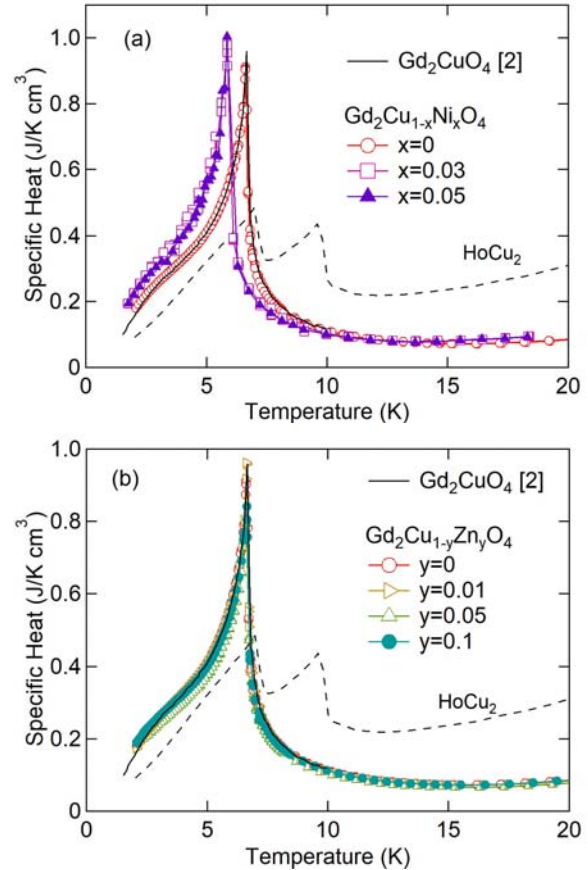 (a)
Gd₂CuO₄ [2]
Gd₂Cu₁₋ₓNiₓO₄
x=0
x=0.03
x=0.05
HoCu₂
Specific Heat (J/K cm³)
1.0
0.8
0.6
0.4
0.2
0
0 5 10 15 20
Temperature (K)
(b)
Gd₂CuO₄ [2]
Gd₂Cu₁₋yZnyO₄
y=0
y=0.01
y=0.05
y=0.1
HoCu₂
Specific Heat (J/K cm³)
1.0
0.8
0.6
0.4
0.2
0
0 5 10 15 20
Temperature (K)